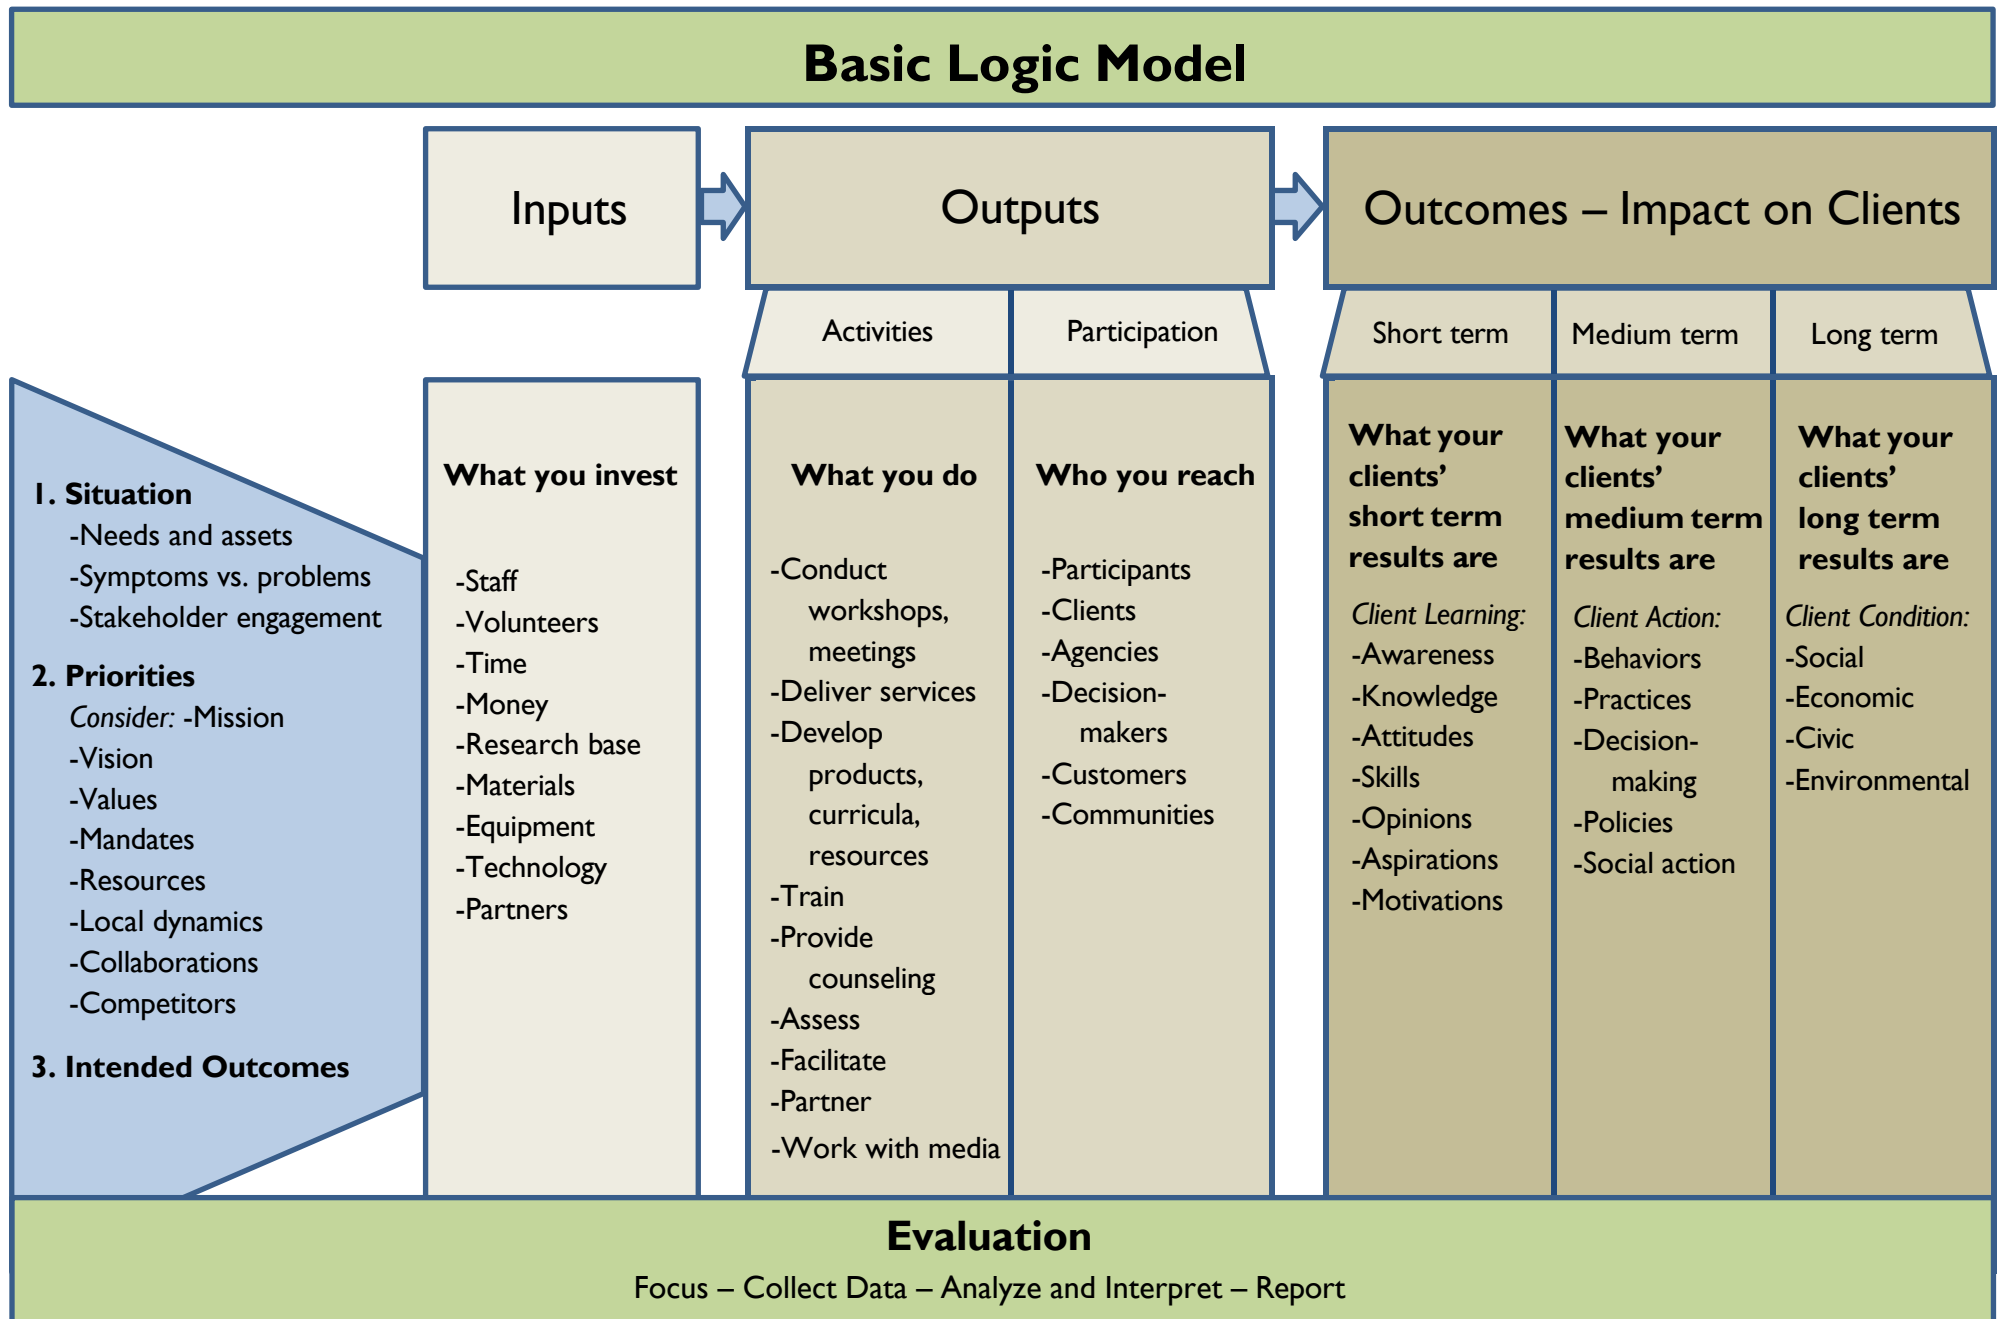 Basic Logic Model
Inputs
Outputs
Outcomes – Impact on Clients
Activities
Participation
Short term
Medium term
Long term
1. Situation
-Needs and assets
-Symptoms vs. problems
-Stakeholder engagement
2. Priorities
Consider: -Mission
-Vision
-Values
-Mandates
-Resources
-Local dynamics
-Collaborations
-Competitors
3. Intended Outcomes
What you invest
-Staff
-Volunteers
-Time
-Money
-Research base
-Materials
-Equipment
-Technology
-Partners
What you do
-Conduct
workshops,
meetings
-Deliver services
-Develop
products,
curricula,
resources
-Train
-Provide
counseling
-Assess
-Facilitate
-Partner
-Work with media
Who you reach
-Participants
-Clients
-Agencies
-Decision-
makers
-Customers
-Communities
What your
clients’
short term
results are
Client Learning:
-Awareness
-Knowledge
-Attitudes
-Skills
-Opinions
-Aspirations
-Motivations
What your
clients’
medium term
results are
Client Action:
-Behaviors
-Practices
-Decision-
making
-Policies
-Social action
What your
clients’
long term
results are
Client Condition:
-Social
-Economic
-Civic
-Environmental
Evaluation
Focus – Collect Data – Analyze and Interpret – Report